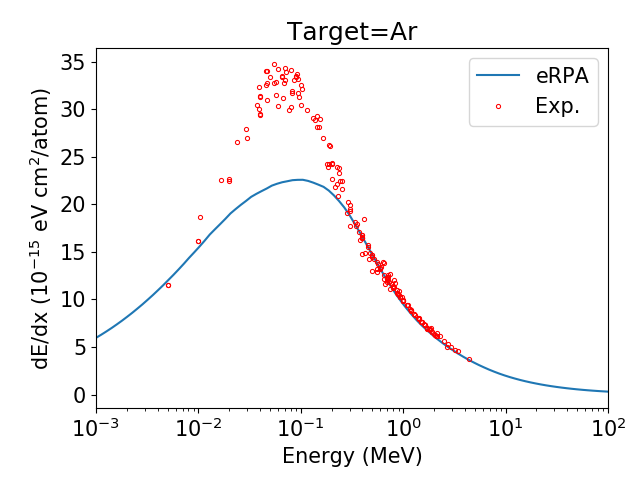 Target=Ar
dE/dx (10⁻¹⁵ eV cm²/atom)
35
30
25
20
15
10
5
0
eRPA
Exp.
10⁻³ 10⁻² 10⁻¹ 10⁰ 10¹ 10²
Energy (MeV)